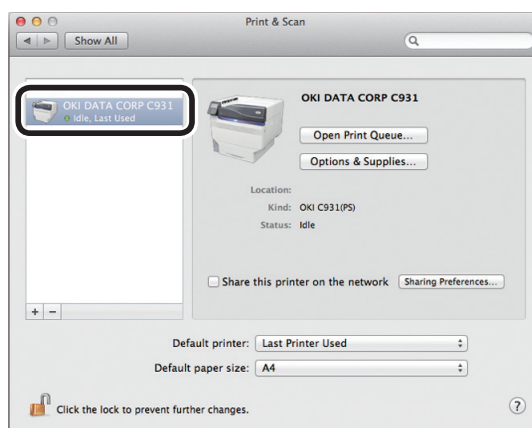 Print & Scan
Show All
OKI DATA CORP C931
Idle, Last Used
OKI DATA CORP C931
Open Print Queue...
Options & Supplies...
Location:
Kind: OKI C931(PS)
Status: Idle
Share this printer on the network Sharing Preferences...
+ −
Default printer: Last Printer Used
Default paper size: A4
Click the lock to prevent further changes.
?